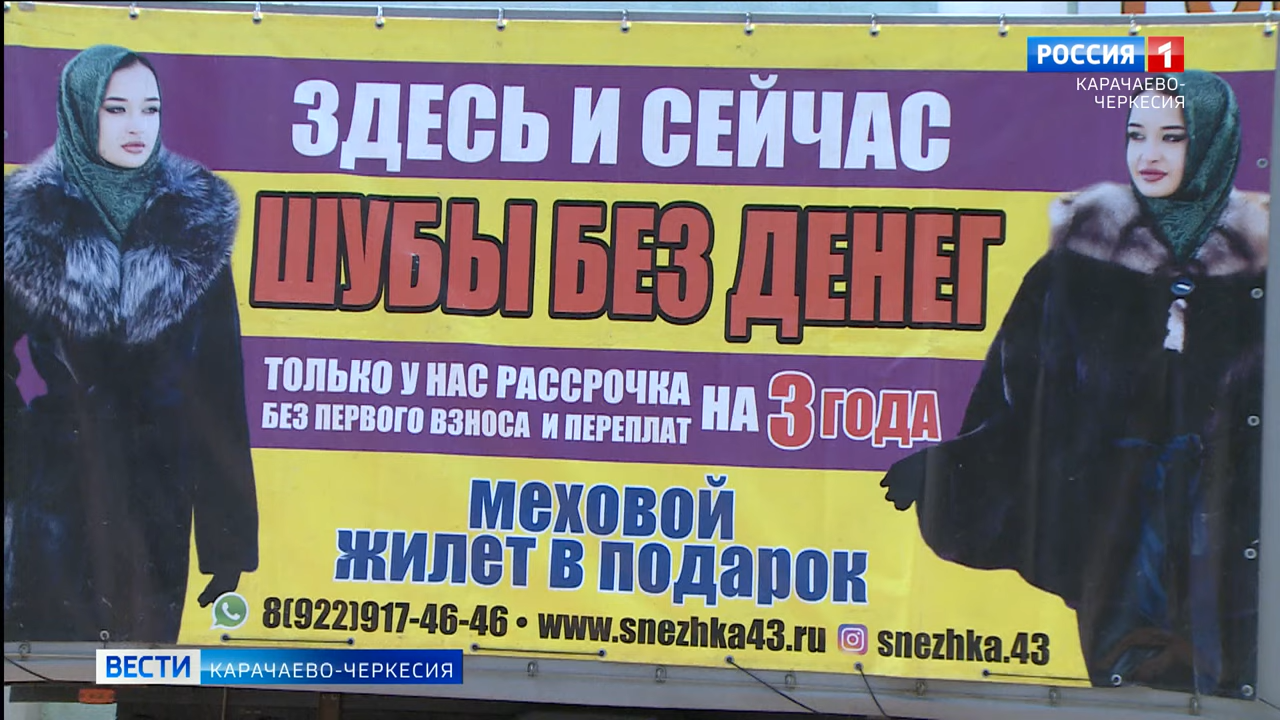 РОССИЯ 1
КАРАЧАЕВО-
ЧЕРКЕСИЯ
ЗДЕСЬ И СЕЙЧАС
ШУБЫ БЕЗ ДЕНЕГ
ТОЛЬКО У НАС РАССРОЧКА
БЕЗ ПЕРВОГО ВЗНОСА И ПЕРЕПЛАТ
НА 3 ГОДА
МЕХОВОЙ
ЖИЛЕТ В ПОДАРОК
8(922)917-46-46 • www.snezhka43.ru snezhka.43
ВЕСТИ КАРАЧАЕВО-ЧЕРКЕСИЯ